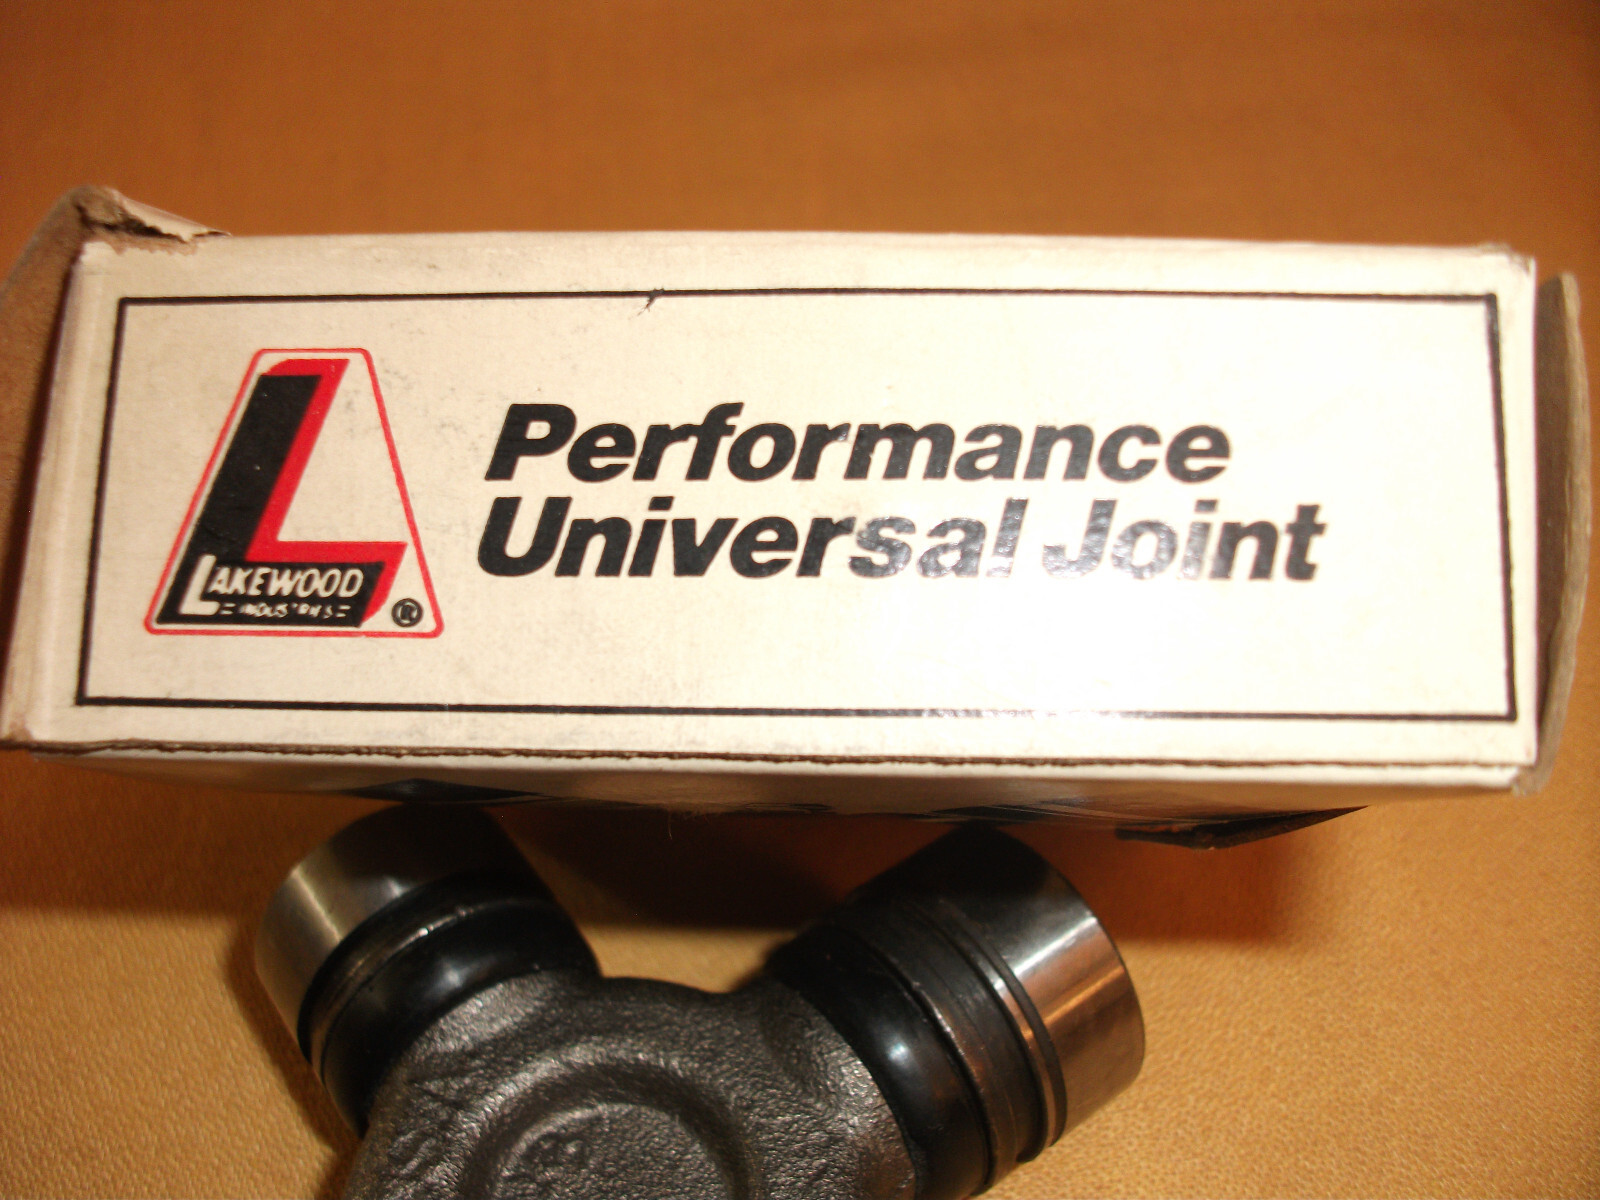 L
LAKEWOOD
INDUSTRIES
®
Performance
Universal Joint